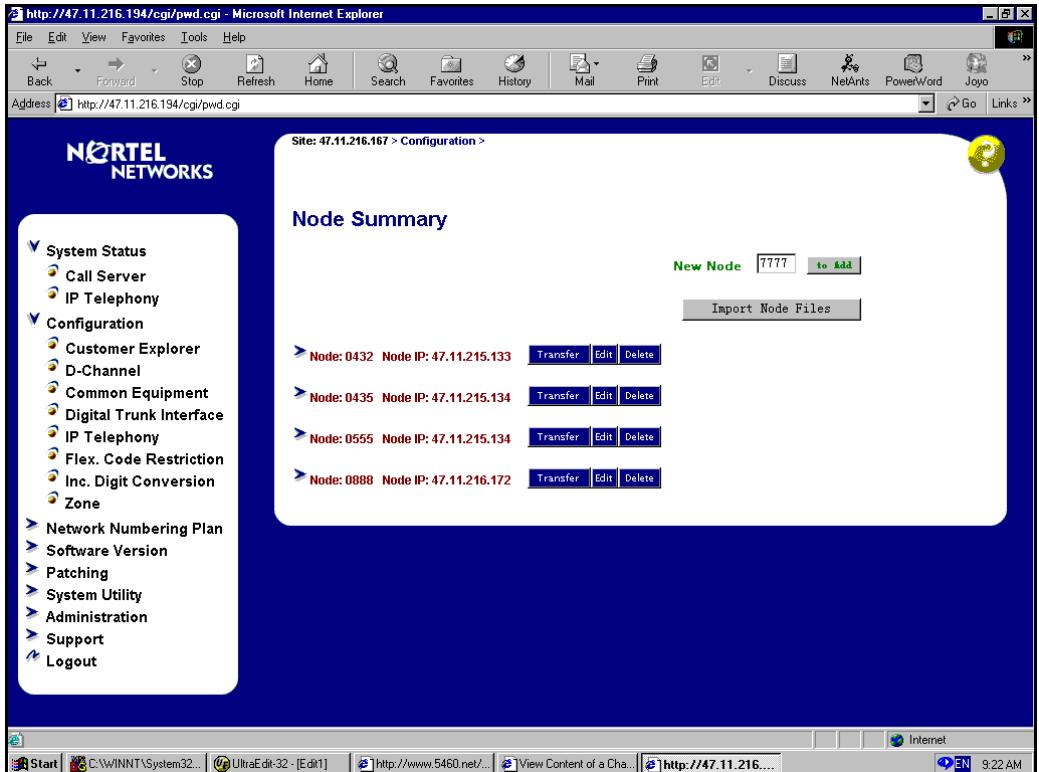 http://47.11.216.194/cgi/pwd.cgi - Microsoft Internet Explorer
File Edit View Favorites Tools Help
Back Forward Stop Refresh Home Search Favorites History Mail Print Edit Discuss NetAnts PowerWord Joyo »
Address http://47.11.216.194/cgi/pwd.cgi Go Links »
NORTEL
NETWORKS
Site: 47.11.216.167 > Configuration >
Node Summary
New Node 7777 to Add
Import Node Files
Node: 0432 Node IP: 47.11.215.133 Transfer Edit Delete
Node: 0435 Node IP: 47.11.215.134 Transfer Edit Delete
Node: 0555 Node IP: 47.11.215.134 Transfer Edit Delete
Node: 0888 Node IP: 47.11.216.172 Transfer Edit Delete
System Status
Call Server
IP Telephony
Configuration
Customer Explorer
D-Channel
Common Equipment
Digital Trunk Interface
IP Telephony
Flex. Code Restriction
Inc. Digit Conversion
Zone
Network Numbering Plan
Software Version
Patching
System Utility
Administration
Support
Logout
Internet
Start C:\WINNT\System32... UltraEdit-32 - [Edit1] http://www.5460.net/... View Content of a Cha... http://47.11.216.... EN 9:22 AM